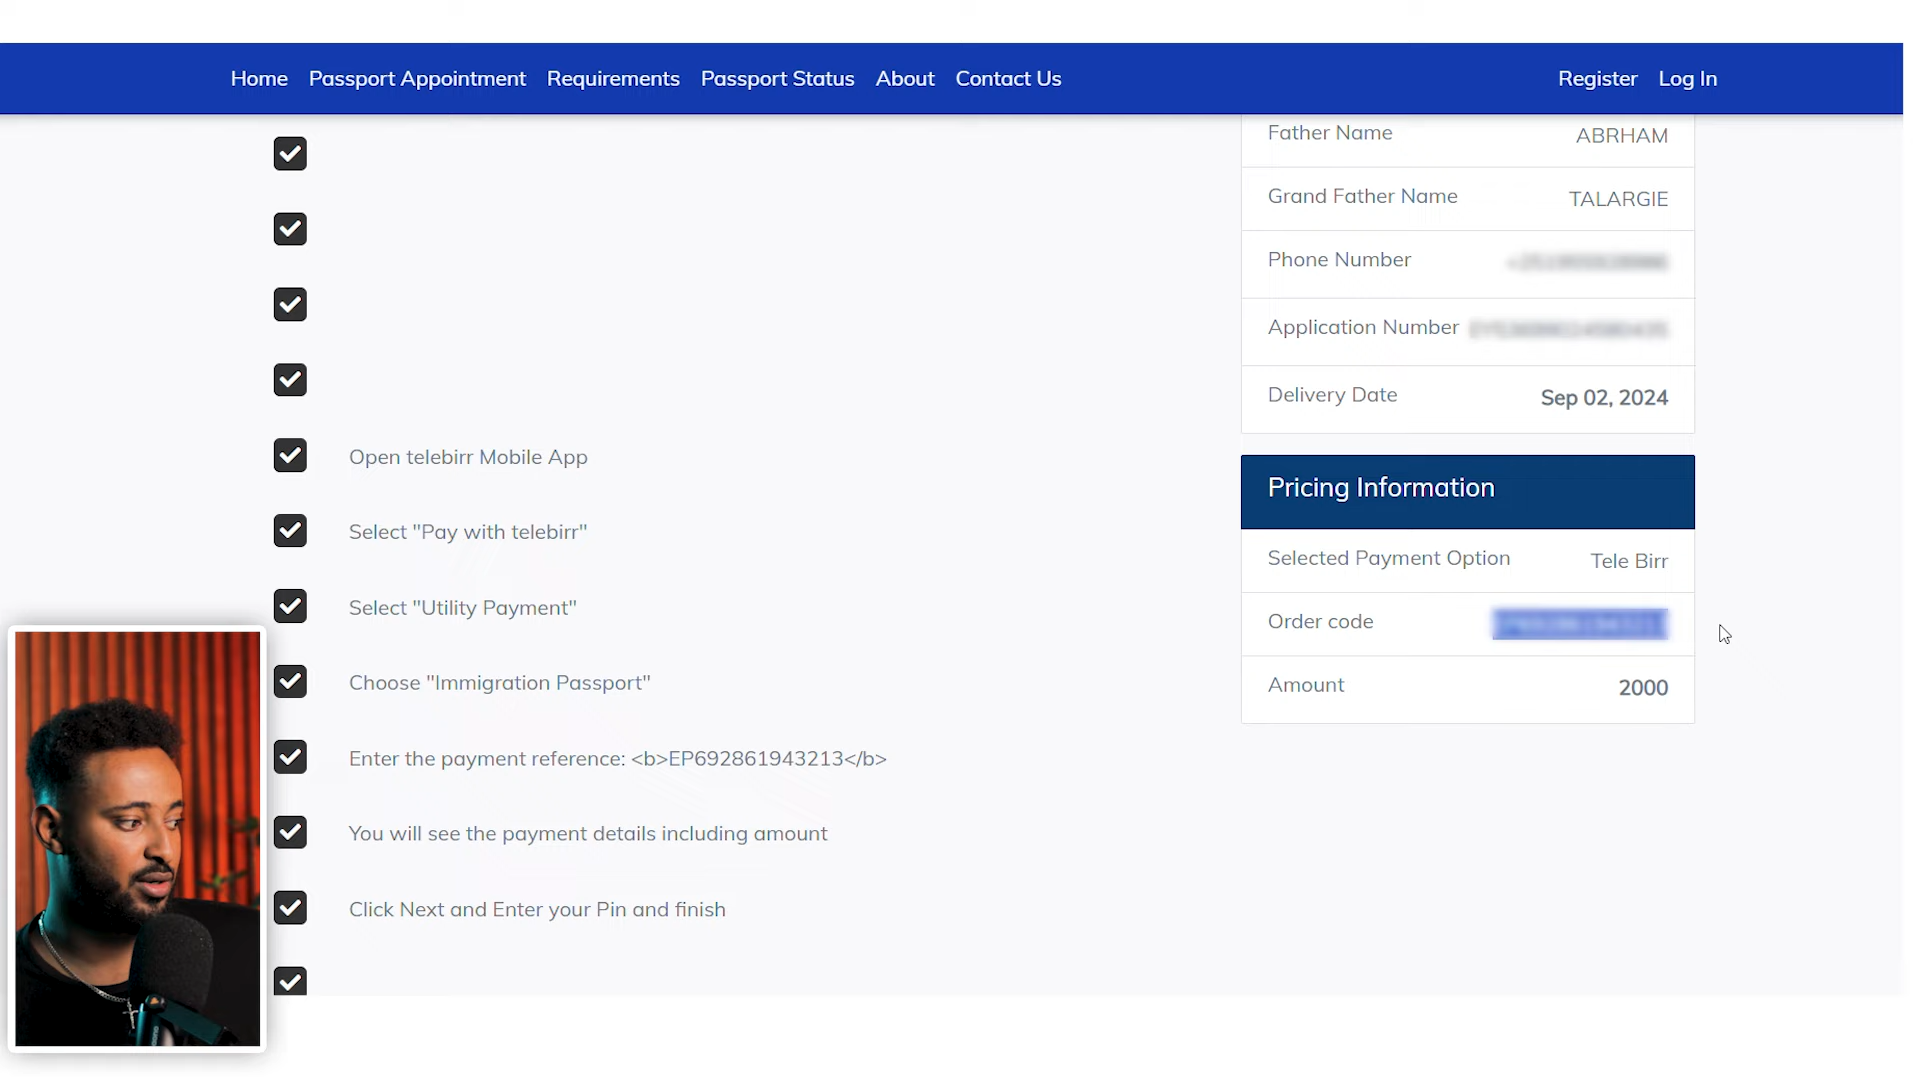 Home Passport Appointment Requirements Passport Status About Contact Us Register Log In
Father Name ABRHAM
Grand Father Name TALARGIE
Phone Number
Application Number
Delivery Date Sep 02, 2024
Open telebirr Mobile App
Select "Pay with telebirr"
Select "Utility Payment"
Choose "Immigration Passport"
Enter the payment reference: <b>EP692861943213</b>
You will see the payment details including amount
Click Next and Enter your Pin and finish
Pricing Information
Selected Payment Option Tele Birr
Order code
Amount 2000